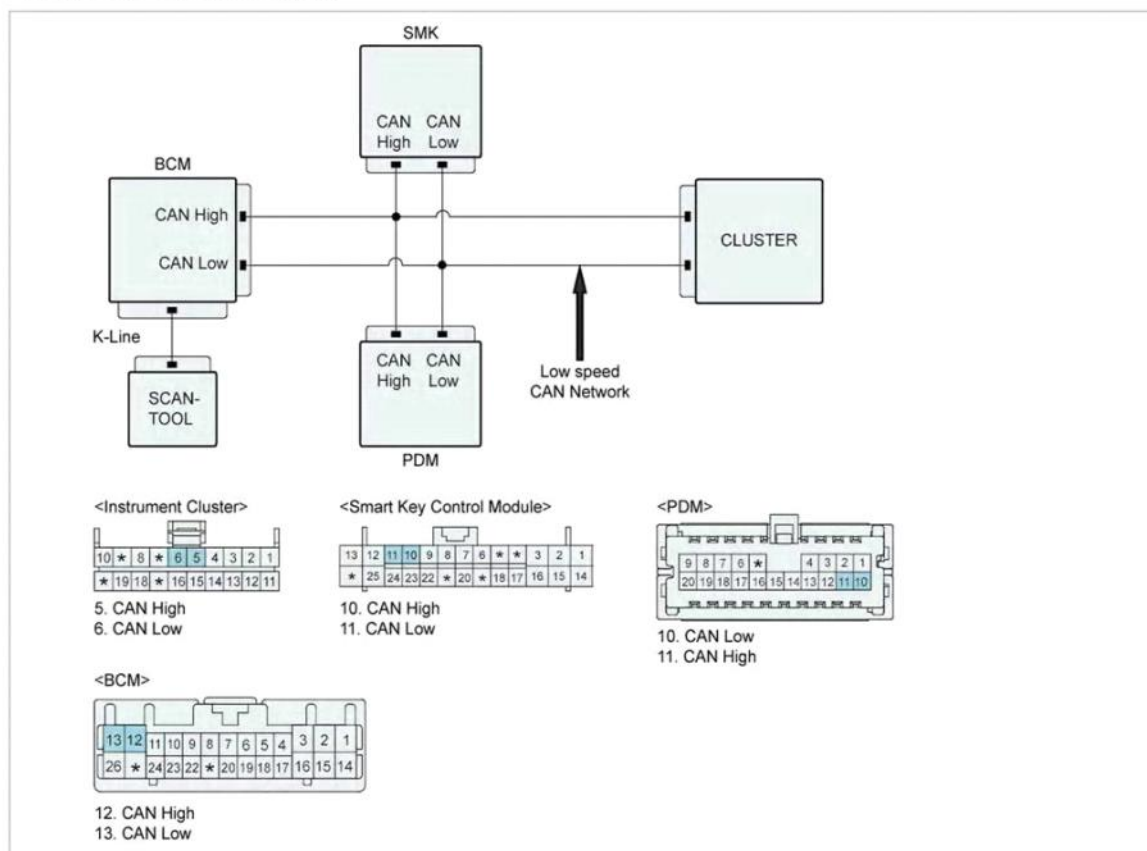 SMK
CAN High
CAN Low
BCM
CAN High
CAN Low
CLUSTER
K-Line
SCAN-
TOOL
CAN High
CAN Low
PDM
Low speed
CAN Network
<Instrument Cluster>
10 * 8 * 6 5 4 3 2 1
* 19 18 * 16 15 14 13 12 11
5. CAN High
6. CAN Low
<Smart Key Control Module>
13 12 11 10 9 8 7 6 * * 3 2 1
* 25 24 23 22 * 20 * 18 17 16 15 14
10. CAN High
11. CAN Low
<PDM>
9 8 7 6 * 4 3 2 1
20 19 18 17 16 15 14 13 12 11 10
10. CAN Low
11. CAN High
<BCM>
13 12 11 10 9 8 7 6 5 4 3 2 1
26 * 24 23 22 * 20 19 18 17 16 15 14
12. CAN High
13. CAN Low